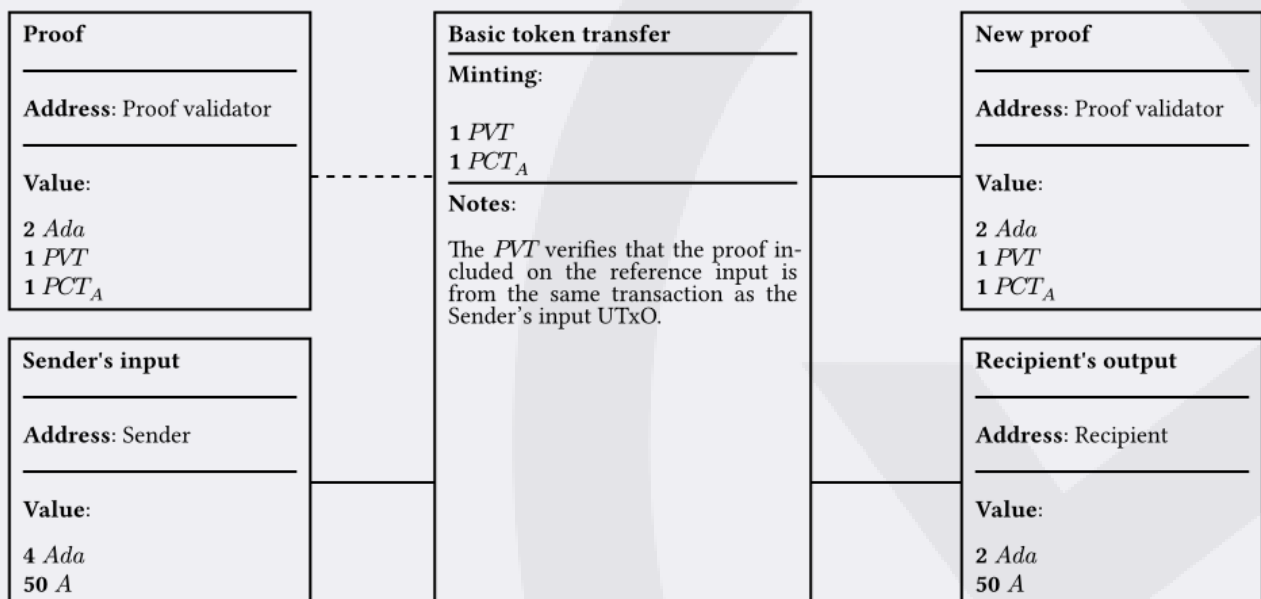 Proof
Address: Proof validator
Value:
2 Ada
1 PVT
1 PCT_A
Sender's input
Address: Sender
Value:
4 Ada
50 A
Basic token transfer
Minting:
1 PVT
1 PCT_A
Notes:
The PVT verifies that the proof in-
cluded on the reference input is
from the same transaction as the
Sender's input UTxO.
New proof
Address: Proof validator
Value:
2 Ada
1 PVT
1 PCT_A
Recipient's output
Address: Recipient
Value:
2 Ada
50 A